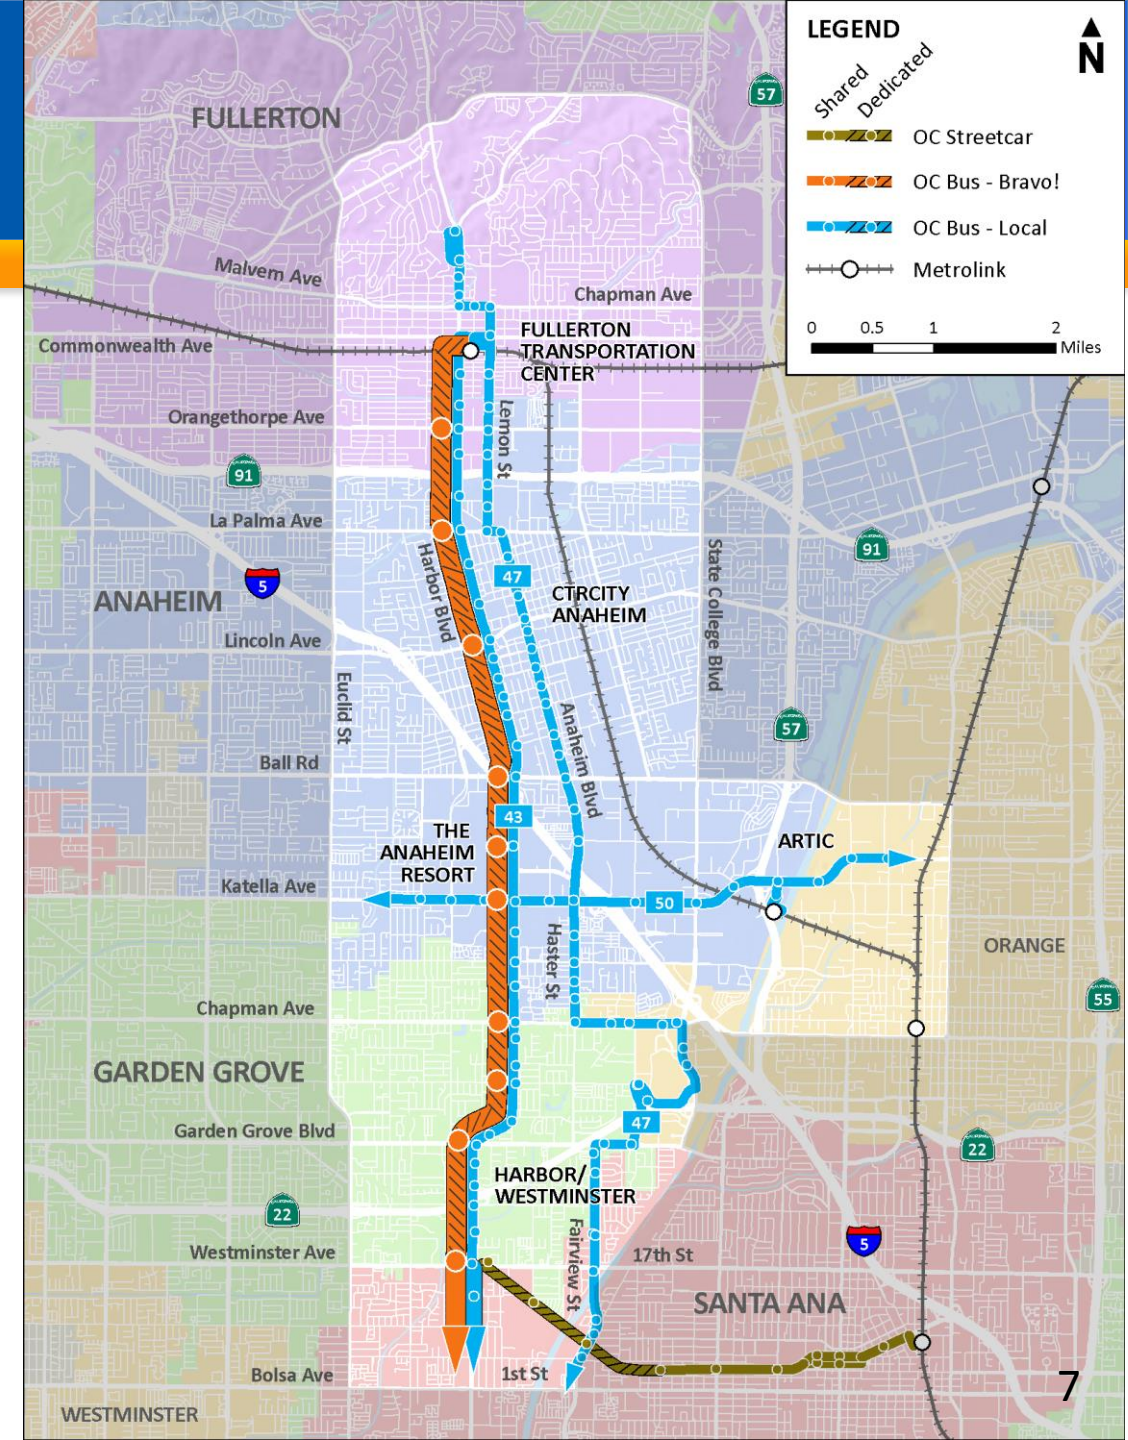 LEGEND
N
Shared
Dedicated
OC Streetcar
OC Bus - Bravo!
OC Bus - Local
Metrolink
0 0.5 1 2
Miles
57
FULLERTON
Malvern Ave
Chapman Ave
Commonwealth Ave
FULLERTON
TRANSPORTATION
CENTER
Orangethorpe Ave
Lemon St
91
La Palma Ave
91
Harbor Blvd
State College Blvd
47
5
ANAHEIM
CTRCITY
ANAHEIM
Lincoln Ave
Euclid St
57
Anaheim Blvd
Ball Rd
43
THE
ANAHEIM
RESORT
ARTIC
Katella Ave
50
Haster St
ORANGE
55
Chapman Ave
GARDEN GROVE
47
Garden Grove Blvd
22
HARBOR/
WESTMINSTER
22
Fairview St
5
Westminster Ave
17th St
SANTA ANA
Bolsa Ave
1st St
7
WESTMINSTER